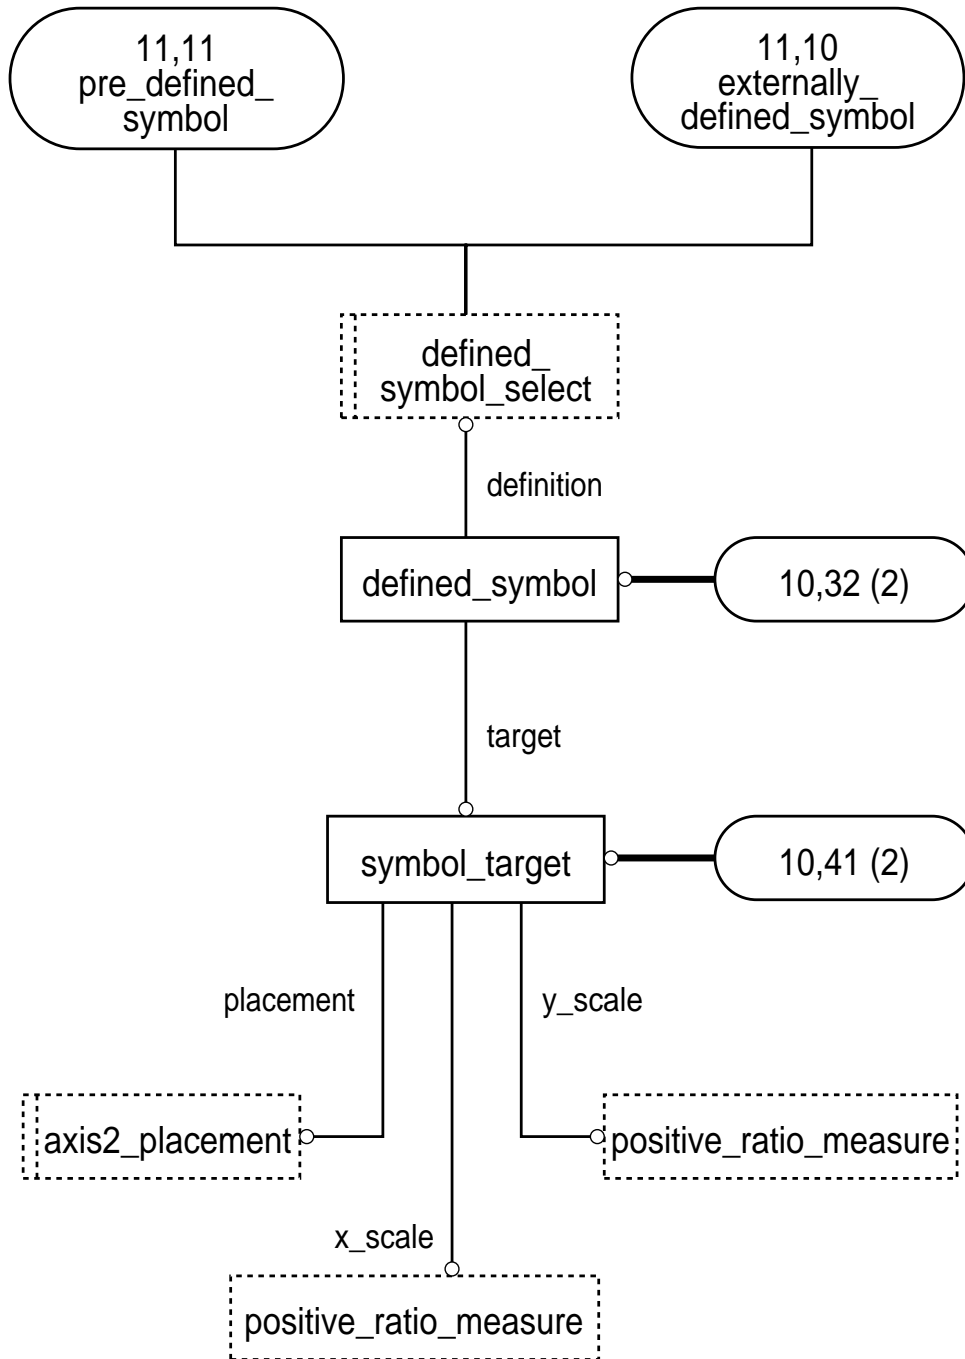 11,11
pre_defined_
symbol
11,10
externally_
defined_symbol
defined_
symbol_select
definition
defined_symbol
10,32 (2)
target
symbol_target
10,41 (2)
placement
y_scale
axis2_placement
positive_ratio_measure
x_scale
positive_ratio_measure